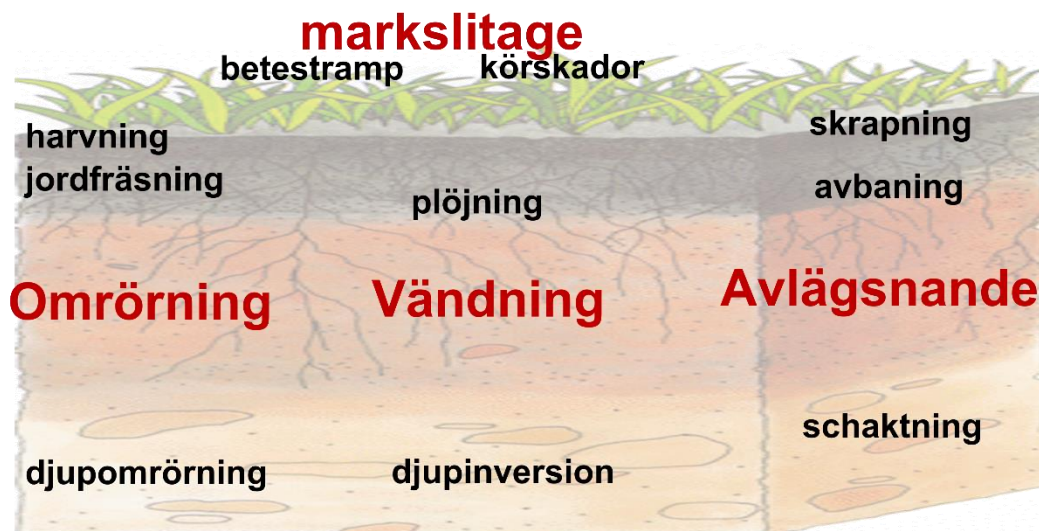 markslitage
betestramp körskador
harvning
jordfräsning
plöjning
skrapning
avbaning
Omrörning Vändning Avlägsnande
djupomrörning djupinversion
schaktning